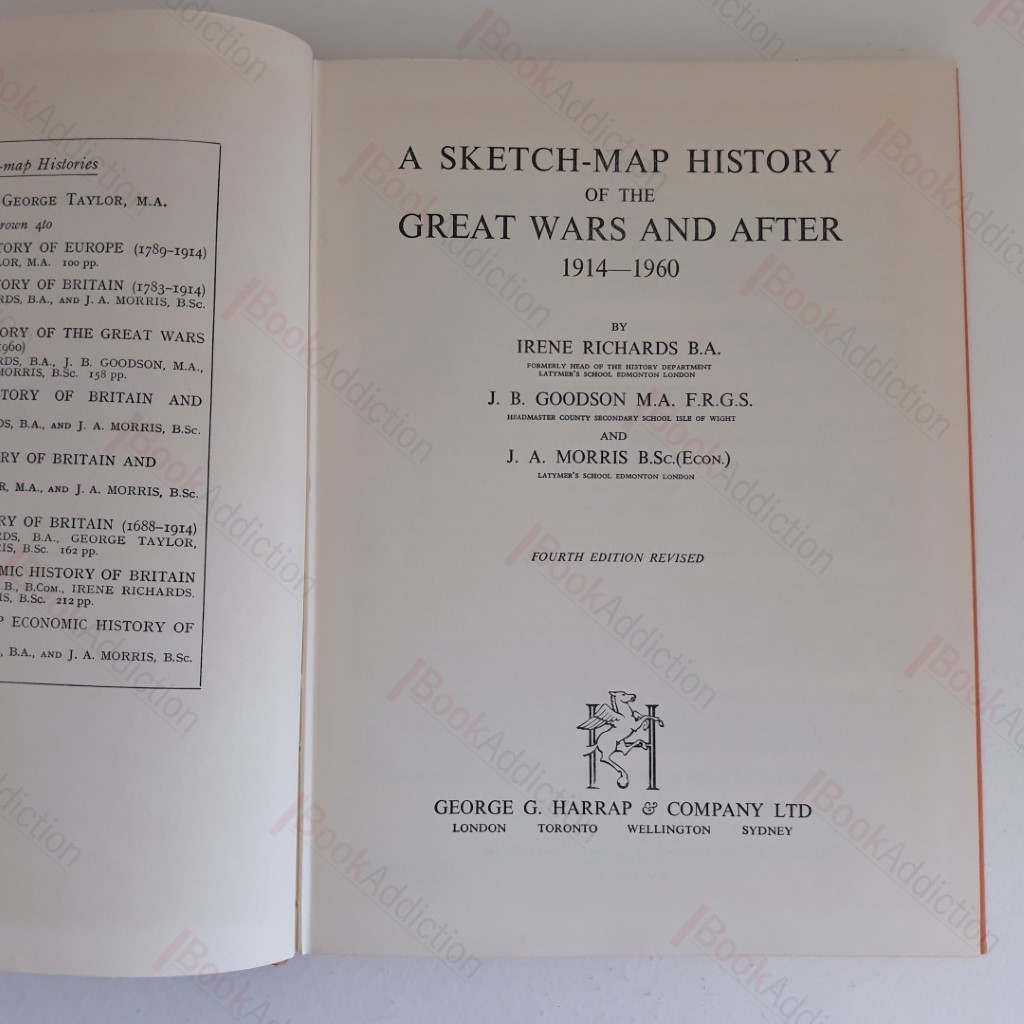 -map Histories
GEORGE TAYLOR, M.A.
rown 4to
TORY OF EUROPE (1789–1914)
LOR, M.A. 100 pp.
TORY OF BRITAIN (1783–1914)
RDS, B.A., AND J. A. MORRIS, B.Sc.
ORY OF THE GREAT WARS
1960)
RDS, B.A., J. B. GOODSON, M.A.,
MORRIS, B.Sc. 158 pp.
STORY OF BRITAIN AND
DS, B.A., AND J. A. MORRIS, B.Sc.
RY OF BRITAIN AND
R, M.A., AND J. A. MORRIS, B.Sc.
RY OF BRITAIN (1688–1914)
RDS, B.A., GEORGE TAYLOR,
IS, B.Sc. 162 pp.
MIC HISTORY OF BRITAIN
B., B.Com., IRENE RICHARDS,
IS, B.Sc. 212 pp.
P ECONOMIC HISTORY OF
, B.A., AND J. A. MORRIS, B.Sc.
A SKETCH-MAP HISTORY
OF THE
GREAT WARS AND AFTER
1914—1960
BY
IRENE RICHARDS B.A.
FORMERLY HEAD OF THE HISTORY DEPARTMENT
LATYMER'S SCHOOL EDMONTON LONDON
J. B. GOODSON M.A. F.R.G.S.
HEADMASTER COUNTY SECONDARY SCHOOL ISLE OF WIGHT
AND
J. A. MORRIS B.Sc.(Econ.)
LATYMER'S SCHOOL EDMONTON LONDON
FOURTH EDITION REVISED
H
GEORGE G. HARRAP & COMPANY LTD
LONDON TORONTO WELLINGTON SYDNEY
BookAddiction